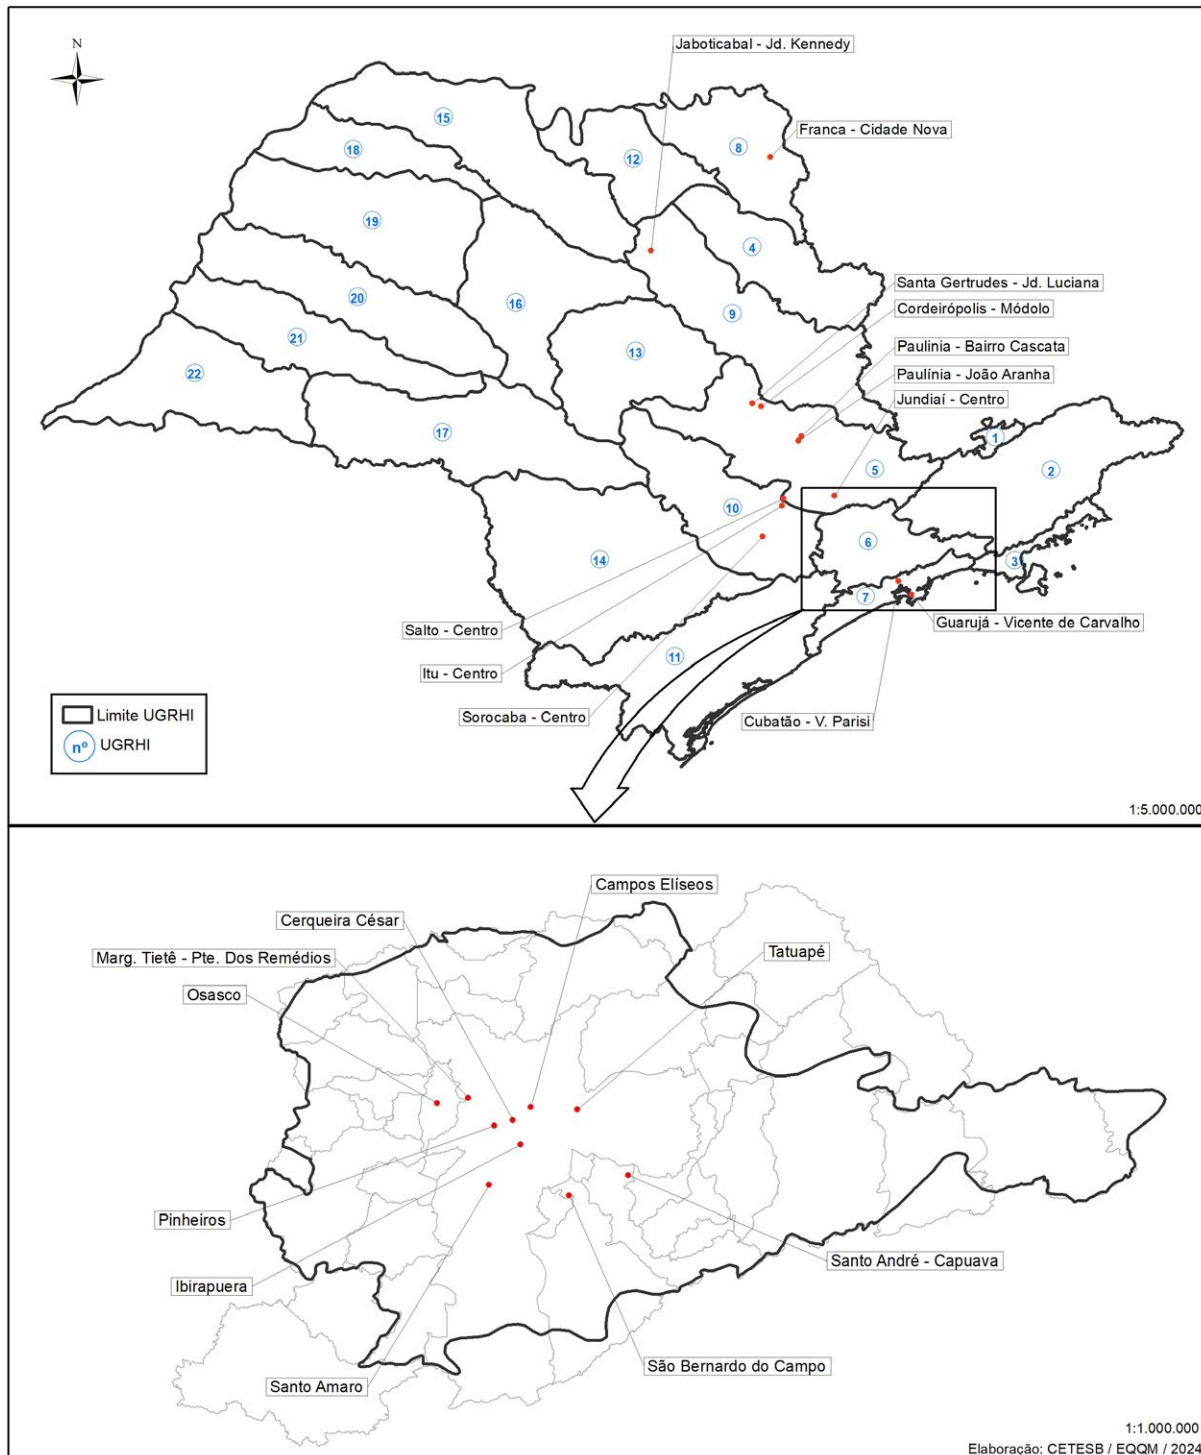 Jaboticabal - Jd. Kennedy
N
15
Franca - Cidade Nova
8
18
12
19
4
Santa Gertrudes - Jd. Luciana
20
16
9
Cordeirópolis - Módolo
21
13
Paulinia - Bairro Cascata
22
Paulínia - João Aranha
Jundiaí - Centro
17
1
5
2
10
6
14
3
7
Salto - Centro
Guarujá - Vicente de Carvalho
11
Itu - Centro
Sorocaba - Centro
Cubatão - V. Parisi
Limite UGRHI
nº UGRHI
1:5.000.000
Campos Elíseos
Cerqueira César
Marg. Tietê - Pte. Dos Remédios
Tatuapé
Osasco
Pinheiros
Santo André - Capuava
Ibirapuera
São Bernardo do Campo
Santo Amaro
1:1.000.000
Elaboração: CETESB / EQQM / 2024